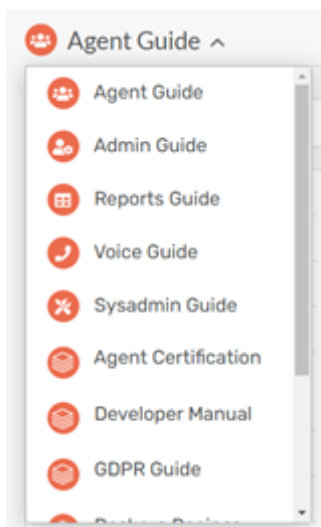 Agent Guide
Agent Guide
Admin Guide
Reports Guide
Voice Guide
Sysadmin Guide
Agent Certification
Developer Manual
GDPR Guide